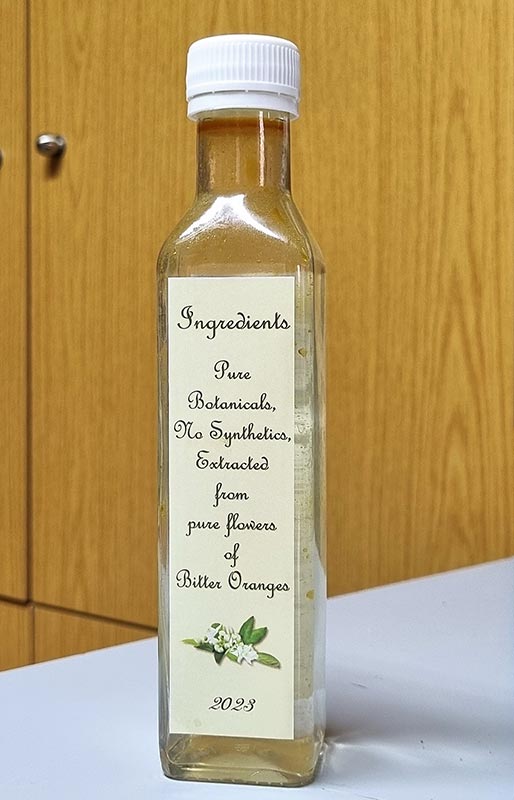 Ingredients
Pure
Botanicals,
No Synthetics,
Extracted
from
pure flowers
of
Bitter Oranges
2023